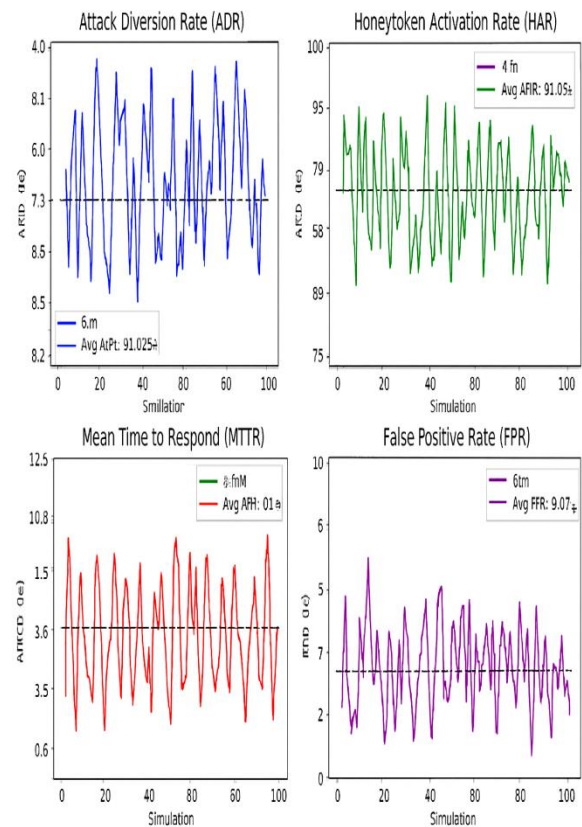 Attack Diversion Rate (ADR)
4.0
8.1
6.0
7.3
8.5
8.5
8.2
6.m
Avg AtPt: 91.025
0 20 20 60 80 100
Smillation
Honeytoken Activation Rate (HAR)
100
95
79
58
89
75
4 fn
Avg AFIR: 91.05
0 20 40 60 80 100
Simulation
Mean Time to Respond (MTTR)
12.5
10.8
1.5
3.6
3.5
0.6
Avg AFH: 01
0 20 40 60 60 100
Simulation
False Positive Rate (FPR)
10
6
5
7
2
0
6tm
Avg FFR: 9.07
0 20 40 60 80 100
Simulation